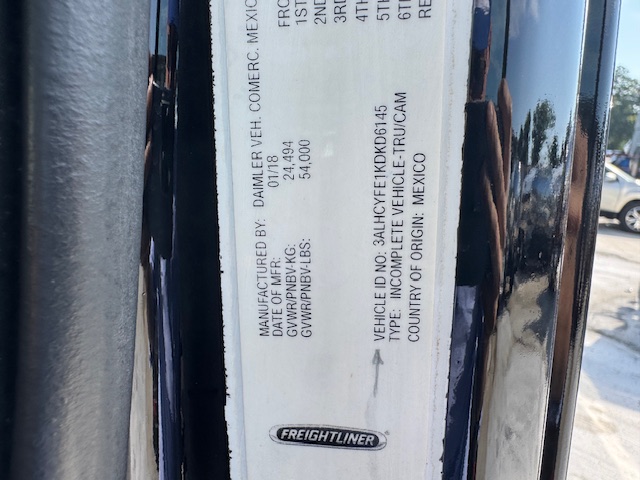 MANUFACTURED BY: DAIMLER VEH. COMERC. MEXICO
DATE OF MFR: 01/18
GVWR/PNBV-KG: 24,494
GVWR/PNBV-LBS: 54,000
FRO
1ST
2ND
3RD
4TH
5TH
6TH
RE
VEHICLE ID NO: 3ALHCYFE1KDKD6145
TYPE: INCOMPLETE VEHICLE-TRU/CAM
COUNTRY OF ORIGIN: MEXICO
FREIGHTLINER